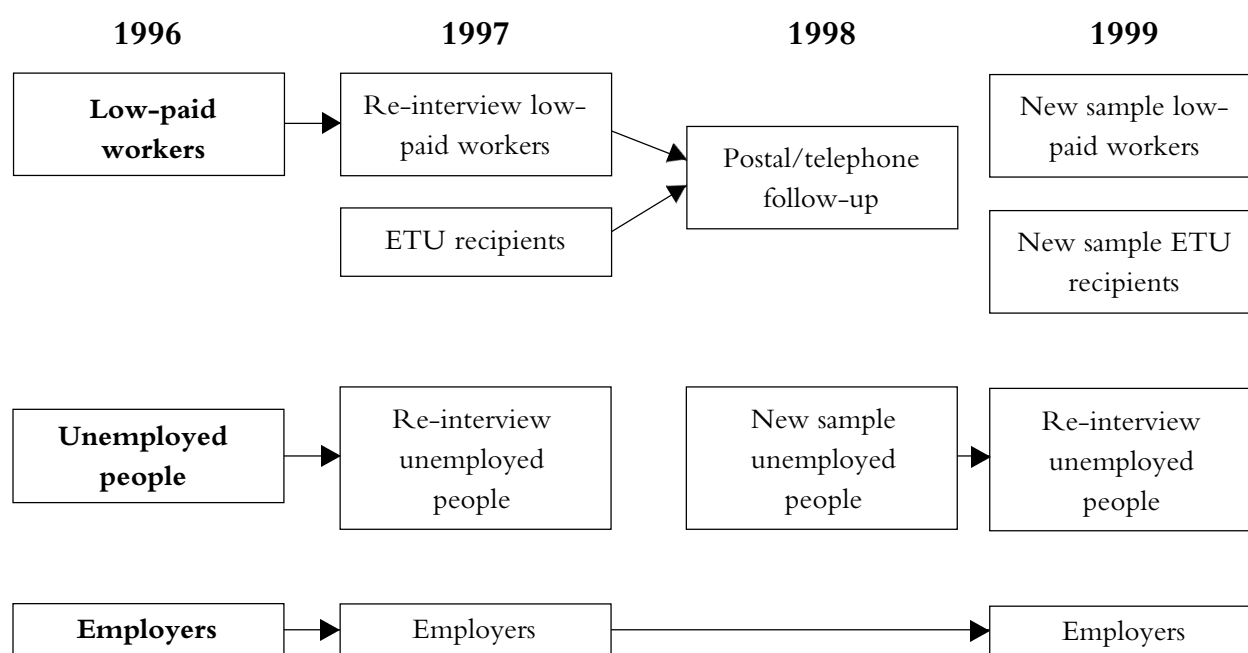 1996
1997
1998
1999
Low-paid
workers
Re-interview low-
paid workers
ETU recipients
Postal/telephone
follow-up
New sample low-
paid workers
New sample ETU
recipients
Unemployed
people
Re-interview
unemployed
people
New sample
unemployed
people
Re-interview
unemployed
people
Employers
Employers
Employers